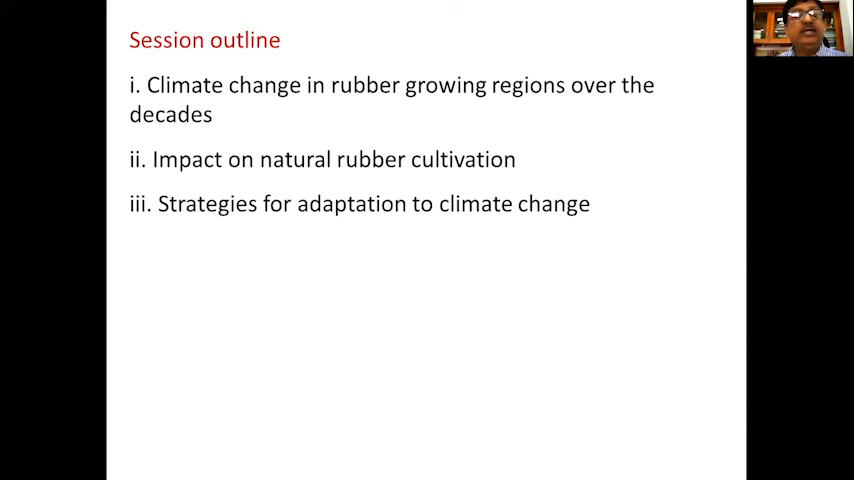 Session outline
i. Climate change in rubber growing regions over the
decades
ii. Impact on natural rubber cultivation
iii. Strategies for adaptation to climate change